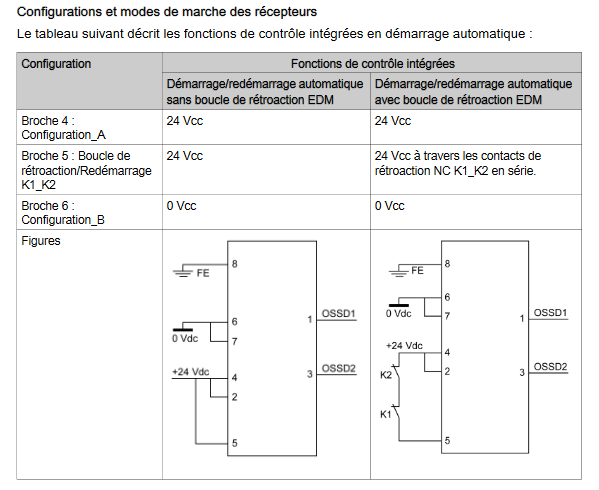 Configurations et modes de marche des récepteurs
Le tableau suivant décrit les fonctions de contrôle intégrées en démarrage automatique :
Configuration
Fonctions de contrôle intégrées
Démarrage/redémarrage automatique
sans boucle de rétroaction EDM
Démarrage/redémarrage automatique
avec boucle de rétroaction EDM
Broche 4 :
Configuration_A
24 Vcc
24 Vcc
Broche 5 : Boucle de
rétroaction/Redémarrage
K1_K2
24 Vcc
24 Vcc à travers les contacts de
rétroaction NC K1_K2 en série.
Broche 6 :
Configuration_B
0 Vcc
0 Vcc
Figures
8
FE
6
0 Vdc
7
+24 Vdc
4
2
5
1
OSSD1
3
OSSD2
8
FE
6
0 Vdc
7
+24 Vdc
4
K2
2
K1
5
1
OSSD1
3
OSSD2